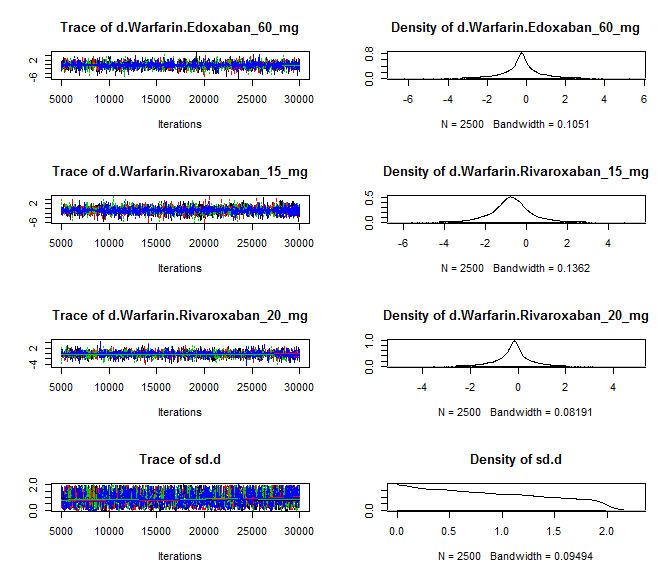 Trace of d.Warfarin.Edoxaban_60_mg
-6 2
5000 10000 15000 20000 25000 30000
Iterations
Density of d.Warfarin.Edoxaban_60_mg
0.0 0.8
-6 -4 -2 0 2 4 6
N = 2500 Bandwidth = 0.1051
Trace of d.Warfarin.Rivaroxaban_15_mg
-6 2
5000 10000 15000 20000 25000 30000
Iterations
Density of d.Warfarin.Rivaroxaban_15_mg
0.0 0.5
-6 -4 -2 0 2 4
N = 2500 Bandwidth = 0.1362
Trace of d.Warfarin.Rivaroxaban_20_mg
-4 2
5000 10000 15000 20000 25000 30000
Iterations
Density of d.Warfarin.Rivaroxaban_20_mg
0.0 1.0
-4 -2 0 2 4
N = 2500 Bandwidth = 0.08191
Trace of sd.d
0.0 2.0
5000 10000 15000 20000 25000 30000
Iterations
Density of sd.d
0.0
0.0 0.5 1.0 1.5 2.0
N = 2500 Bandwidth = 0.09494